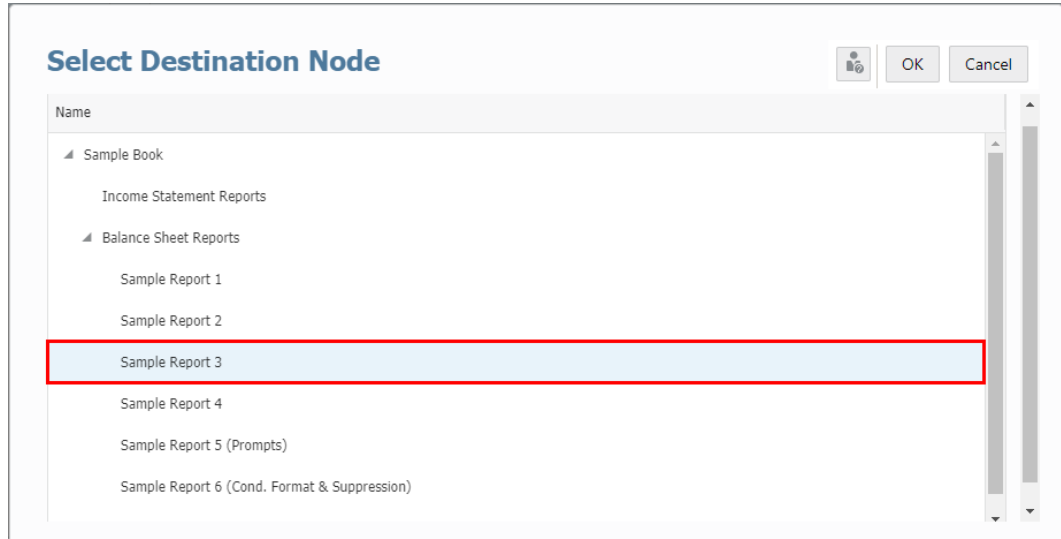 Select Destination Node
OK
Cancel
Name
Sample Book
Income Statement Reports
Balance Sheet Reports
Sample Report 1
Sample Report 2
Sample Report 3
Sample Report 4
Sample Report 5 (Prompts)
Sample Report 6 (Cond. Format & Suppression)